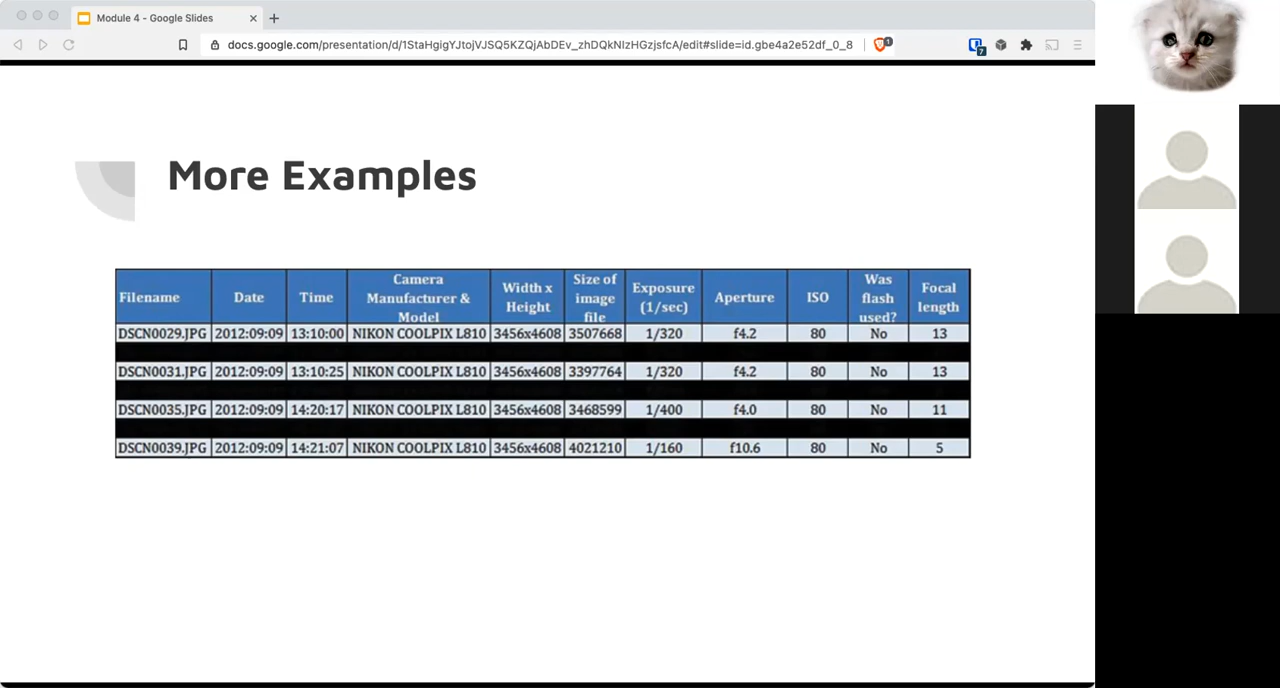 Module 4 - Google Slides
docs.google.com/presentation/d/1StaHgigYJtojVJSQ5KZQjAbDEv_zhDQkNIzHGzjsfcA/edit#slide=id.gbe4a2e52df_0_8
1
7
More Examples
Filename Date Time Camera Manufacturer & Model Width x Height Size of image file Exposure (1/sec) Aperture ISO Was flash used? Focal length
DSCN0029.JPG 2012:09:09 13:10:00 NIKON COOLPIX L810 3456x4608 3507668 1/320 f4.2 80 No 13
DSCN0031.JPG 2012:09:09 13:10:25 NIKON COOLPIX L810 3456x4608 3397764 1/320 f4.2 80 No 13
DSCN0035.JPG 2012:09:09 14:20:17 NIKON COOLPIX L810 3456x4608 3468599 1/400 f4.0 80 No 11
DSCN0039.JPG 2012:09:09 14:21:07 NIKON COOLPIX L810 3456x4608 4021210 1/160 f10.6 80 No 5